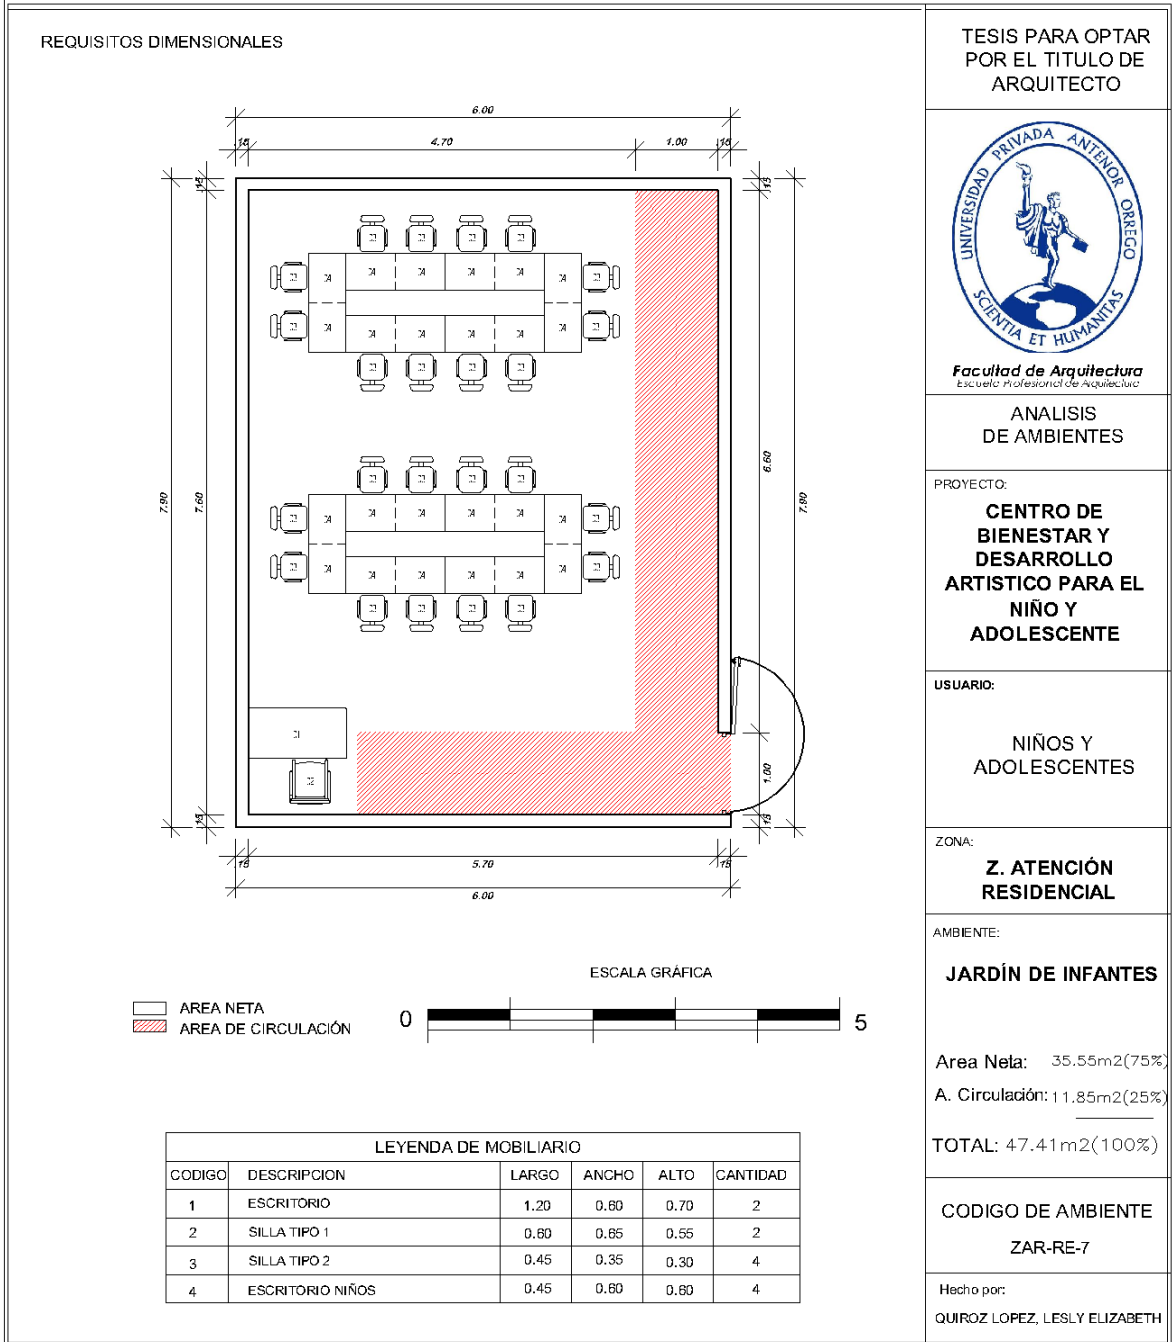 REQUISITOS DIMENSIONALES
6.00
.15
4.70
1.00
.15
.15
.15
7.90
7.60
6.60
7.90
1.00
.15
.15
.15
5.70
.15
6.00
ESCALA GRÁFICA
AREA NETA
AREA DE CIRCULACIÓN
0
5
LEYENDA DE MOBILIARIO
CODIGO DESCRIPCION LARGO ANCHO ALTO CANTIDAD
1 ESCRITORIO 1.20 0.60 0.70 2
2 SILLA TIPO 1 0.60 0.65 0.55 2
3 SILLA TIPO 2 0.45 0.35 0.30 4
4 ESCRITORIO NIÑOS 0.45 0.60 0.60 4
TESIS PARA OPTAR
POR EL TITULO DE
ARQUITECTO
UNIVERSIDAD PRIVADA ANTENOR ORREGO
SCIENTIA ET HUMANITAS
Facultad de Arquitectura
Escuela Profesional de Arquitectura
ANALISIS
DE AMBIENTES
PROYECTO:
CENTRO DE
BIENESTAR Y
DESARROLLO
ARTISTICO PARA EL
NIÑO Y
ADOLESCENTE
USUARIO:
NIÑOS Y
ADOLESCENTES
ZONA:
Z. ATENCIÓN
RESIDENCIAL
AMBIENTE:
JARDÍN DE INFANTES
Area Neta: 35.55m2(75%)
A. Circulación: 11.85m2(25%)
TOTAL: 47.41m2(100%)
CODIGO DE AMBIENTE
ZAR-RE-7
Hecho por:
QUIROZ LOPEZ, LESLY ELIZABETH